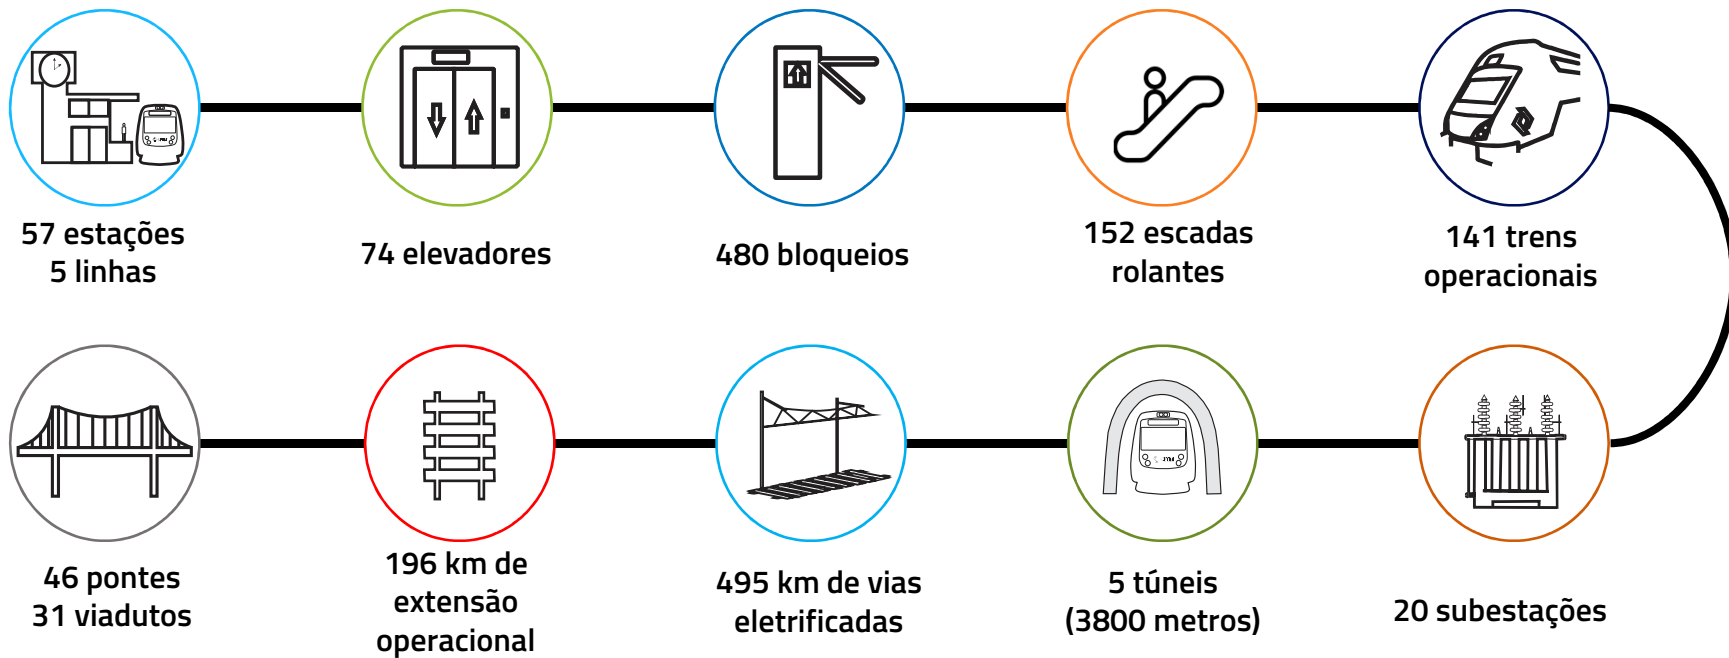 57 estações
5 linhas
74 elevadores
480 bloqueios
152 escadas
rolantes
141 trens
operacionais
46 pontes
31 viadutos
196 km de
extensão
operacional
495 km de vias
eletrificadas
5 túneis
(3800 metros)
20 subestações